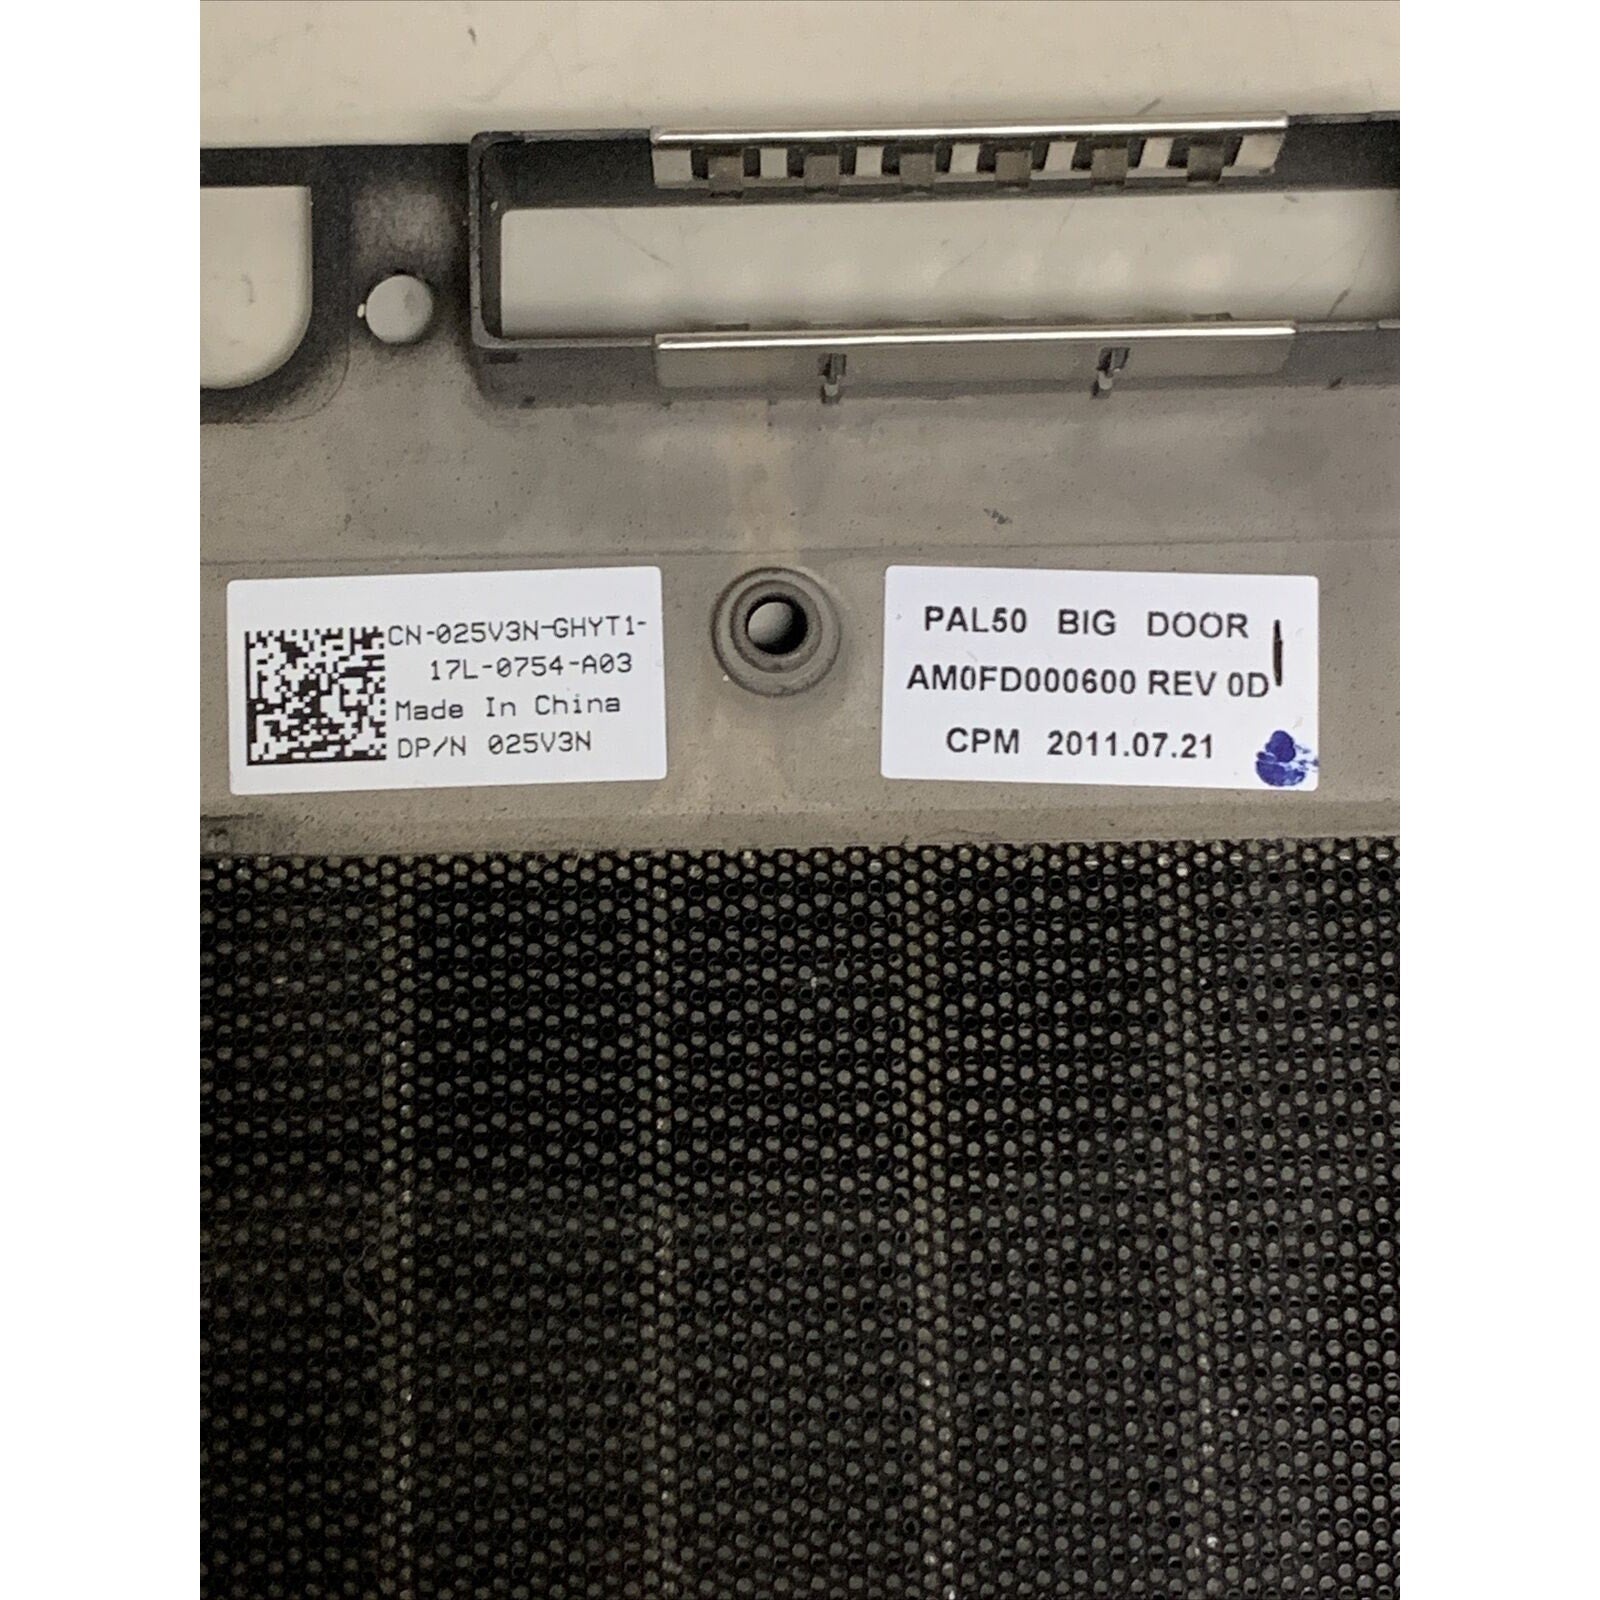 CN-025V3N-GHYT1-
17L-0754-A03
Made In China
DP/N 025V3N
PAL50 BIG DOOR
AM0FD000600 REV 0D
CPM 2011.07.21